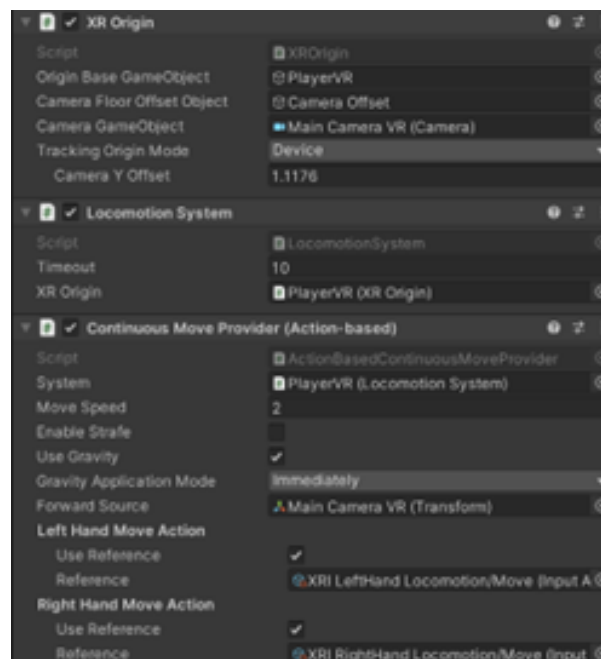 XR Origin
Script XROrigin
Origin Base GameObject PlayerVR
Camera Floor Offset Object Camera Offset
Camera GameObject Main Camera VR (Camera)
Tracking Origin Mode Device
Camera Y Offset 1.1176
Locomotion System
Script LocomotionSystem
Timeout 10
XR Origin PlayerVR (XR Origin)
Continuous Move Provider (Action-based)
Script ActionBasedContinuousMoveProvider
System PlayerVR (Locomotion System)
Move Speed 2
Enable Strafe
Use Gravity
Gravity Application Mode Immediately
Forward Source Main Camera VR (Transform)
Left Hand Move Action
Use Reference
Reference XRI LeftHand Locomotion/Move (Input A
Right Hand Move Action
Use Reference
Reference XRI RightHand Locomotion/Move (Input